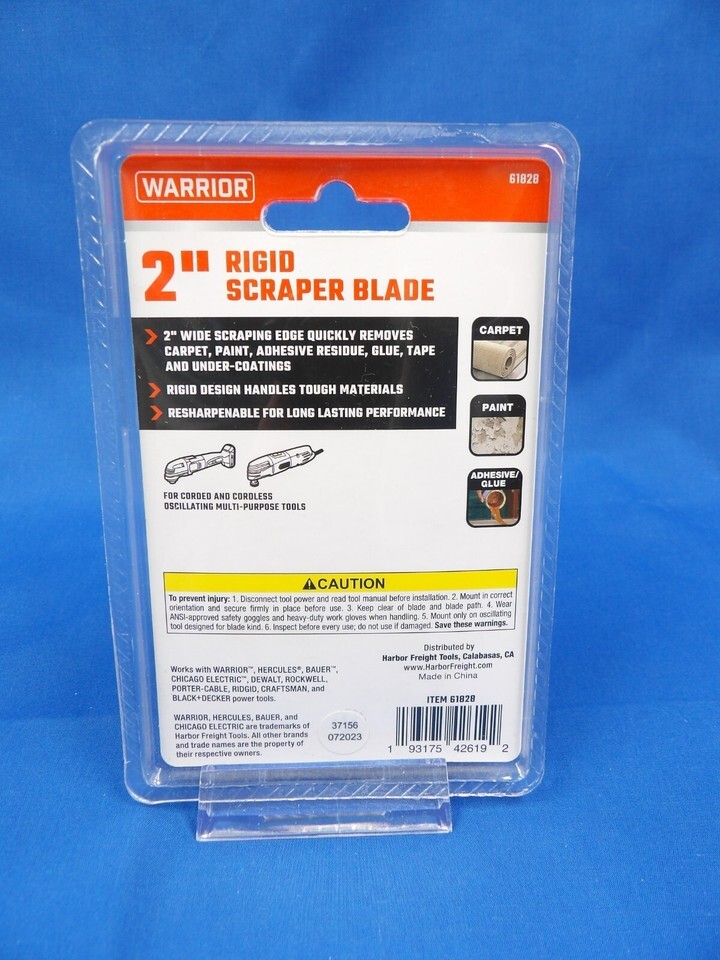 WARRIOR™
61828
2" RIGID
SCRAPER BLADE
2" WIDE SCRAPING EDGE QUICKLY REMOVES
CARPET, PAINT, ADHESIVE RESIDUE, GLUE, TAPE
AND UNDER-COATINGS
RIGID DESIGN HANDLES TOUGH MATERIALS
RESHARPENABLE FOR LONG LASTING PERFORMANCE
CARPET
PAINT
ADHESIVE/
GLUE
FOR CORDED AND CORDLESS
OSCILLATING MULTI-PURPOSE TOOLS
⚠CAUTION
To prevent injury: 1. Disconnect tool power and read tool manual before installation. 2. Mount in correct
orientation and secure firmly in place before use. 3. Keep clear of blade and blade path. 4. Wear
ANSI-approved safety goggles and heavy-duty work gloves when handling. 5. Mount only on oscillating
tool designed for blade kind. 6. Inspect before every use; do not use if damaged. Save these warnings.
Works with WARRIOR™, HERCULES®, BAUER™,
CHICAGO ELECTRIC™, DEWALT, ROCKWELL,
PORTER-CABLE, RIDGID, CRAFTSMAN, and
BLACK+DECKER power tools.
WARRIOR, HERCULES, BAUER, and
CHICAGO ELECTRIC are trademarks of
Harbor Freight Tools. All other brands
and trade names are the property of
their respective owners.
37156
072023
Distributed by
Harbor Freight Tools, Calabasas, CA
www.HarborFreight.com
Made in China
ITEM 61828
1 93175 42619 2